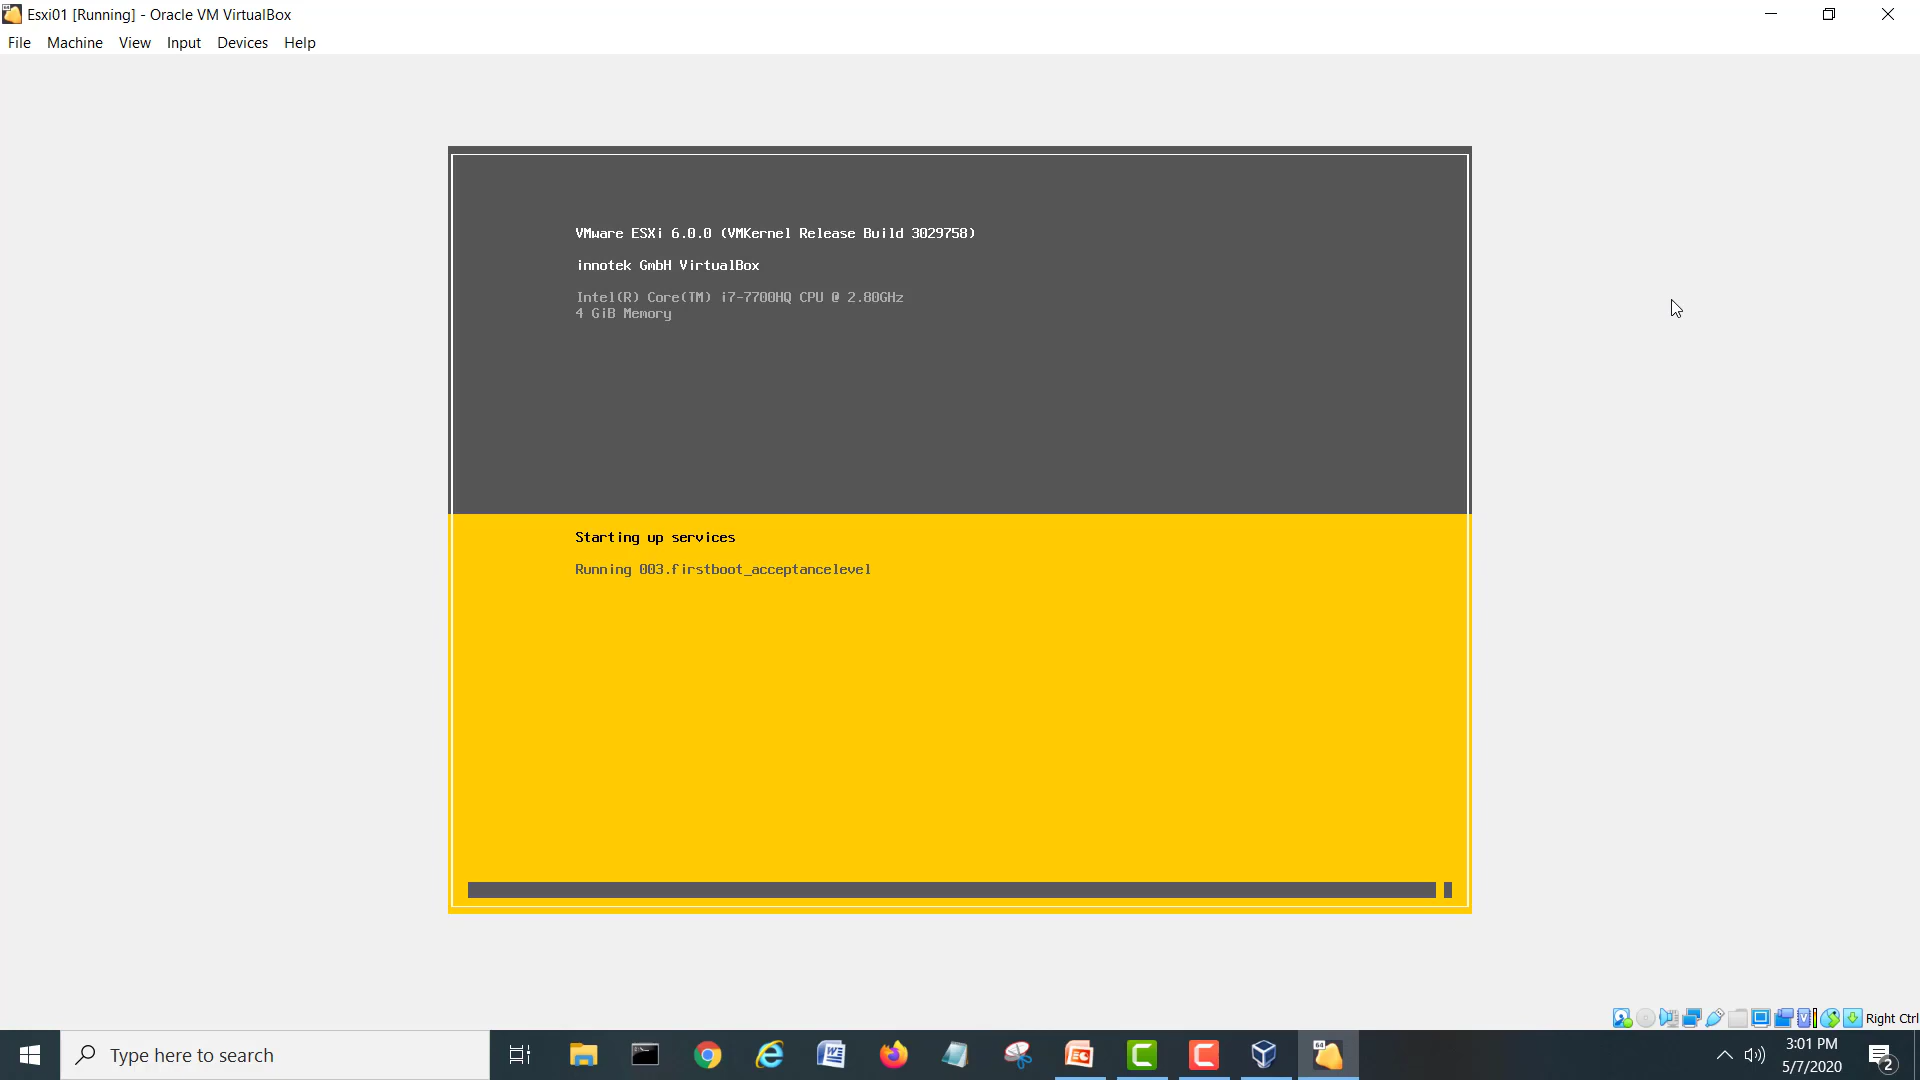 Esxi01 [Running] - Oracle VM VirtualBox
File Machine View Input Devices Help
VMware ESXi 6.0.0 (VMKernel Release Build 3029758)
innotek GmbH VirtualBox
Intel(R) Core(TM) i7-7700HQ CPU @ 2.80GHz
4 GiB Memory
Starting up services
Running 003.firstboot_acceptancelevel
Right Ctrl
Type here to search
3:01 PM
5/7/2020
2